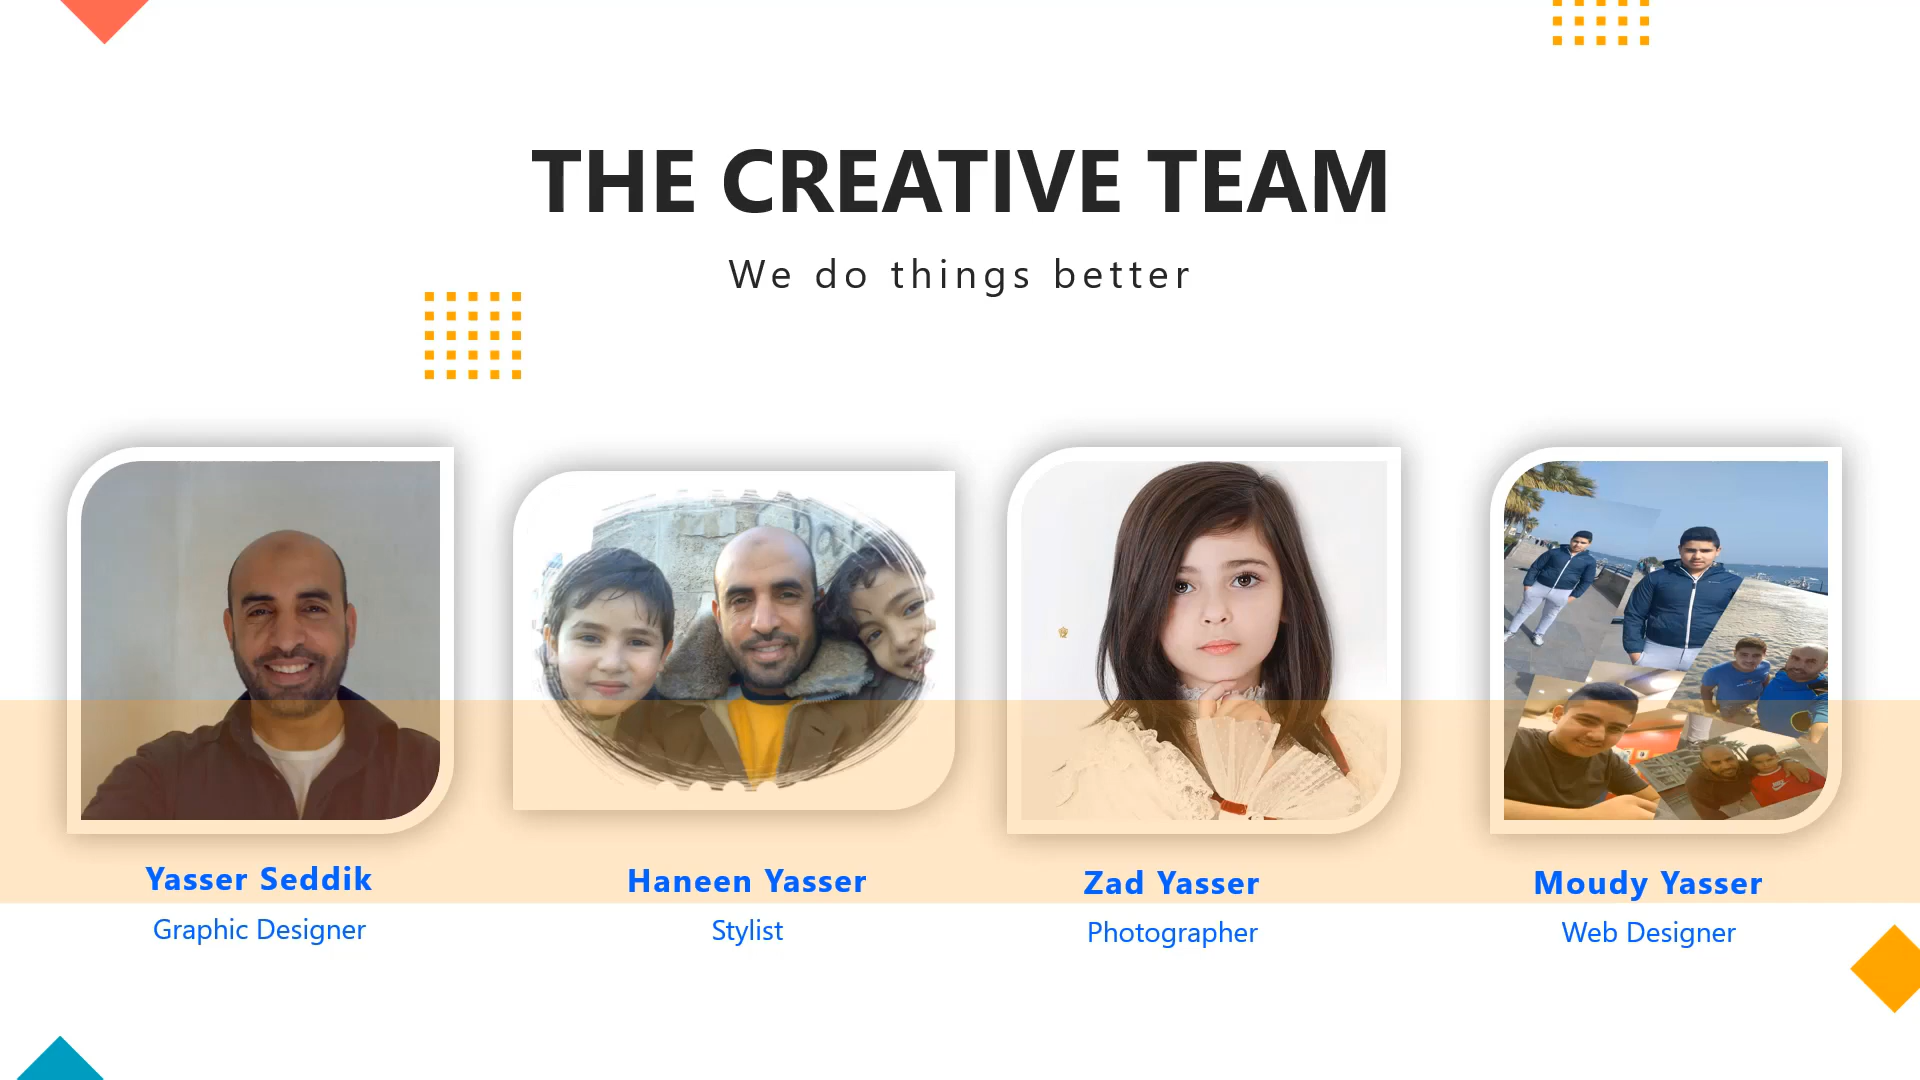 THE CREATIVE TEAM
We do things better
Yasser Seddik
Graphic Designer
Haneen Yasser
Stylist
Zad Yasser
Photographer
Moudy Yasser
Web Designer